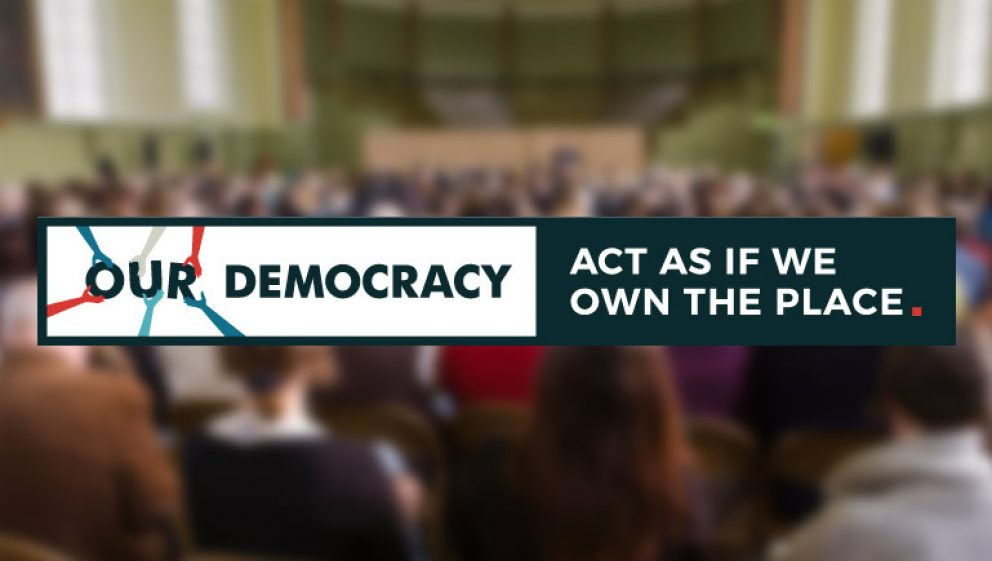 OUR DEMOCRACY
ACT AS IF WE
OWN THE PLACE.